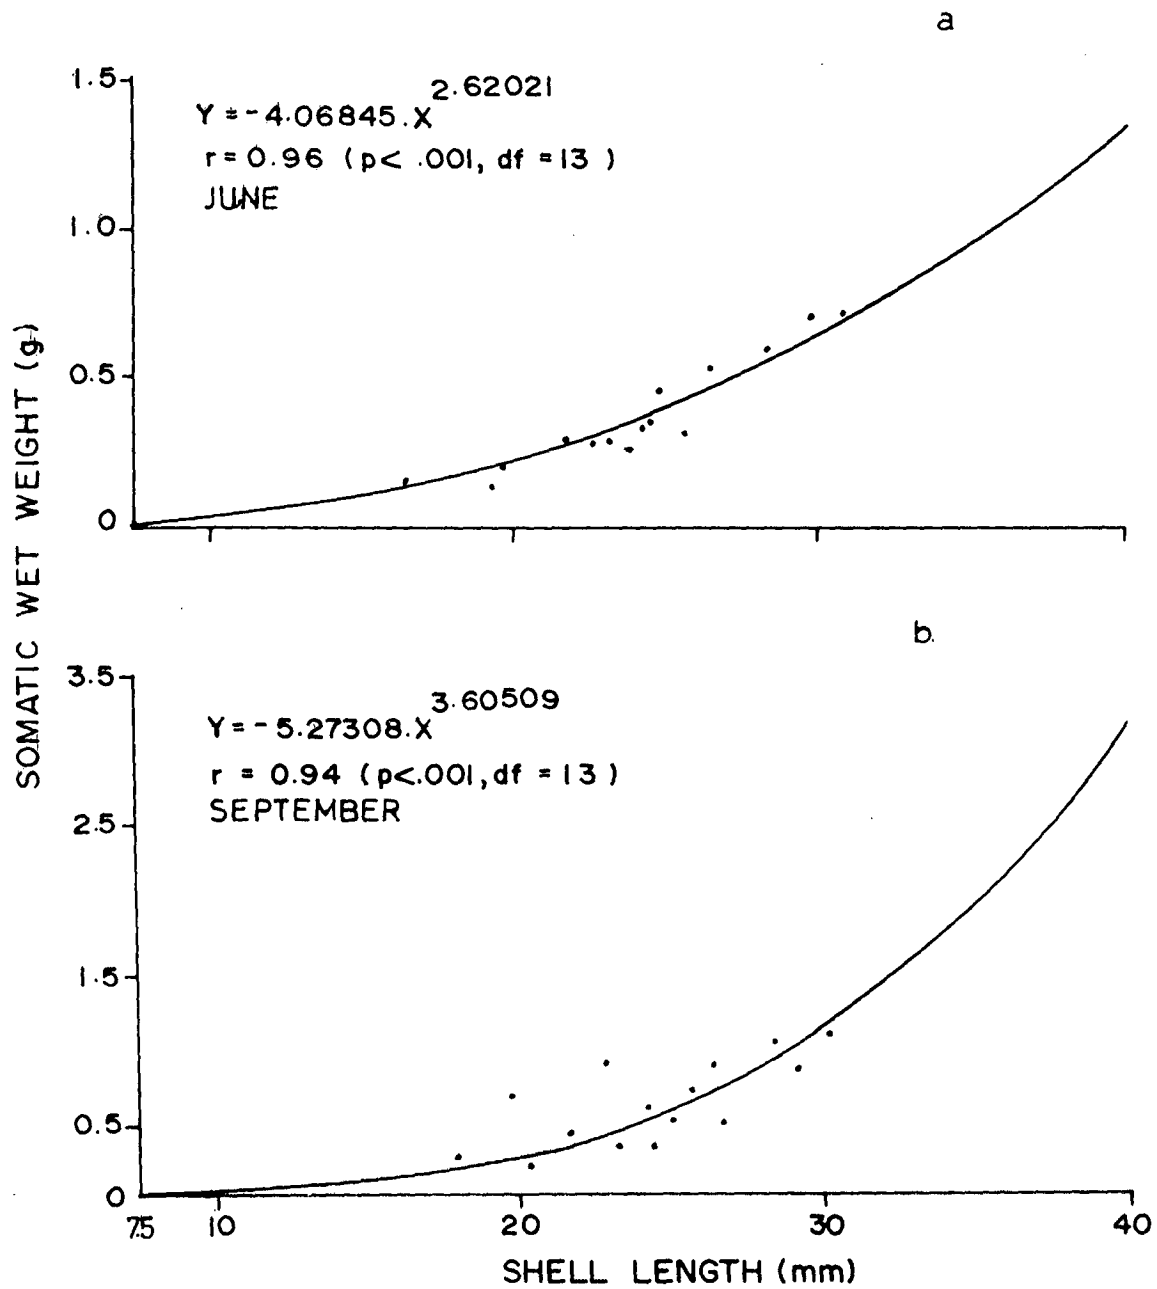 a
1.5
Y = -4.06845.X^2.62021
r = 0.96 (p< .001, df = 13 )
JUNE
1.0
0.5
0
SOMATIC WET WEIGHT (g)
b.
3.5
Y = -5.27308.X^3.60509
r = 0.94 (p<.001, df = 13 )
SEPTEMBER
2.5
1.5
0.5
0
7.5 10 20 30 40
SHELL LENGTH (mm)